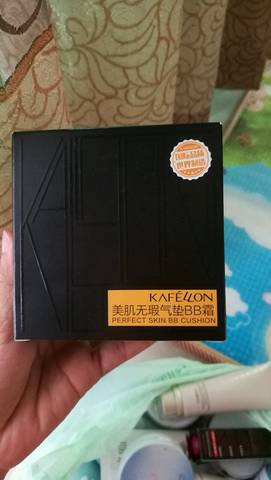 KAFELLON
美肌无瑕气垫BB霜
PERFECT SKIN BB CUSHION